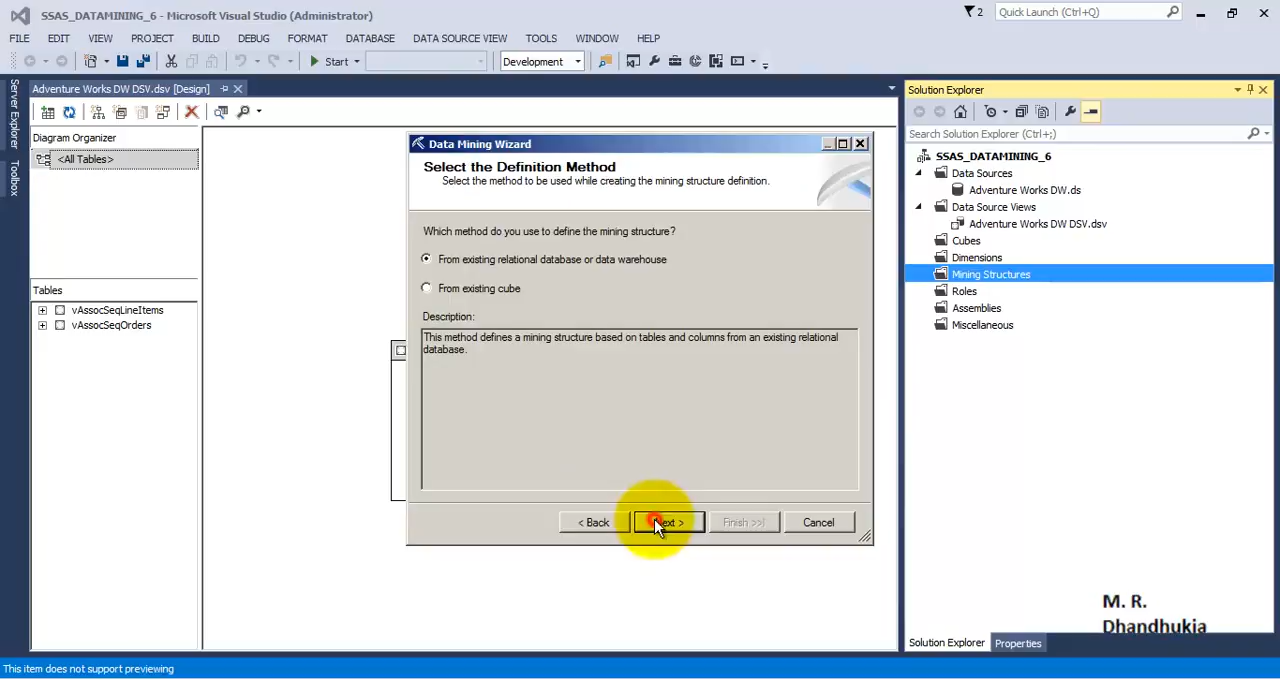 SSAS_DATAMINING_6 - Microsoft Visual Studio (Administrator)
2
Quick Launch (Ctrl+Q)
FILE EDIT VIEW PROJECT BUILD DEBUG FORMAT DATABASE DATA SOURCE VIEW TOOLS WINDOW HELP
Start
Development
Server Explorer
Toolbox
Adventure Works DW DSV.dsv [Design]
Diagram Organizer
<All Tables>
Tables
vAssocSeqLineItems
vAssocSeqOrders
Data Mining Wizard
Select the Definition Method
Select the method to be used while creating the mining structure definition.
Which method do you use to define the mining structure?
From existing relational database or data warehouse
From existing cube
Description:
This method defines a mining structure based on tables and columns from an existing relational
database.
< Back
Next >
Finish >>|
Cancel
Solution Explorer
Search Solution Explorer (Ctrl+;)
SSAS_DATAMINING_6
Data Sources
Adventure Works DW.ds
Data Source Views
Adventure Works DW DSV.dsv
Cubes
Dimensions
Mining Structures
Roles
Assemblies
Miscellaneous
M. R.
Dhandhukia
Solution Explorer Properties
This item does not support previewing